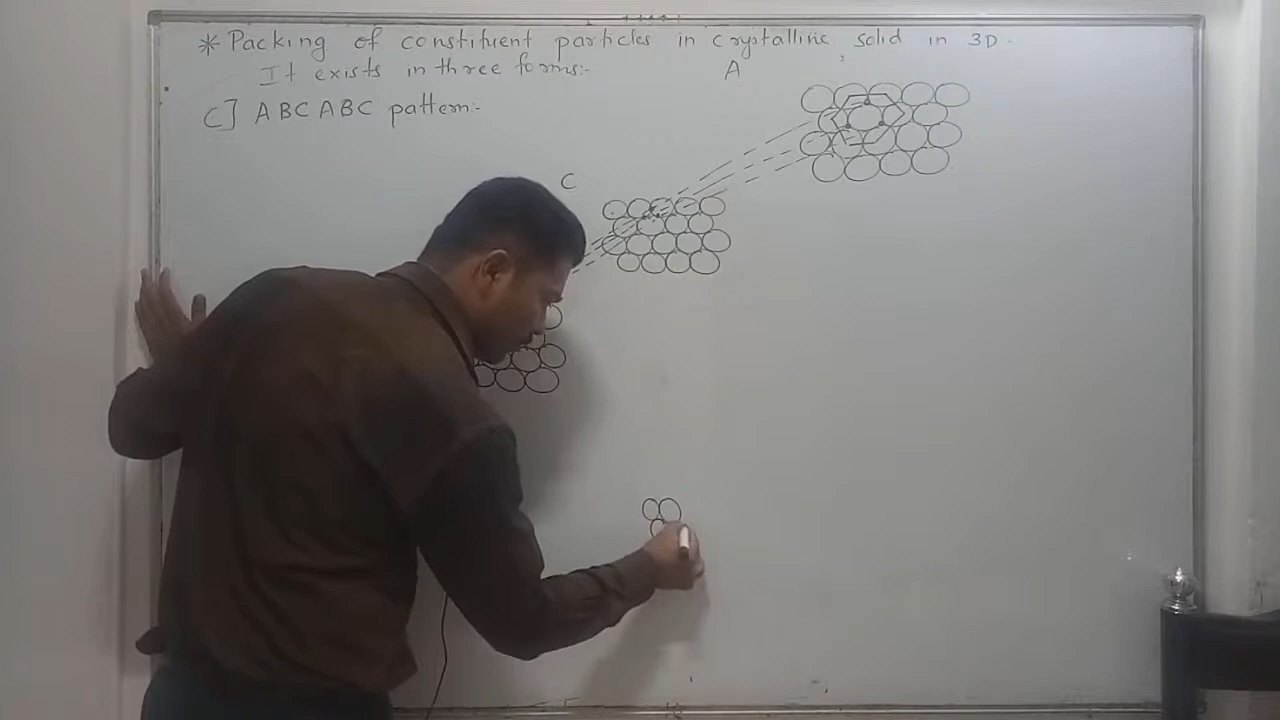 * Packing of constituent particles in crystalline solid in 3D.
It exists in three forms:-
A
C] ABCABC pattern:-
C